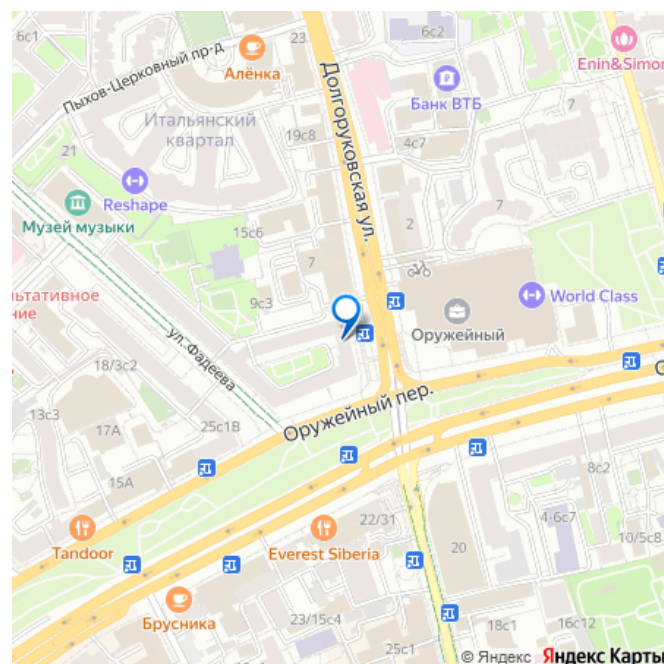 6с1
23
Алёнка
6с2
Enin&Simon
Пыхов-Церковный пр-д
Банк ВТБ
Итальянский
квартал
19с8
7
4с7
21
Reshape
Долгоруковская ул.
7
Музей музыки
15с6
2
7
ультативное
ние
9с3
World Class
Оружейный
ул. Фадеева
18/3с2
Оружейный пер.
13с3
17А
25с1В
8с2
15А
22/31
4-6с7
10/5с8
Tandoor
Everest Siberia
20
Брусника
23/15с4
18с1
16с12
25с1
© Яндекс Яндекс Карты